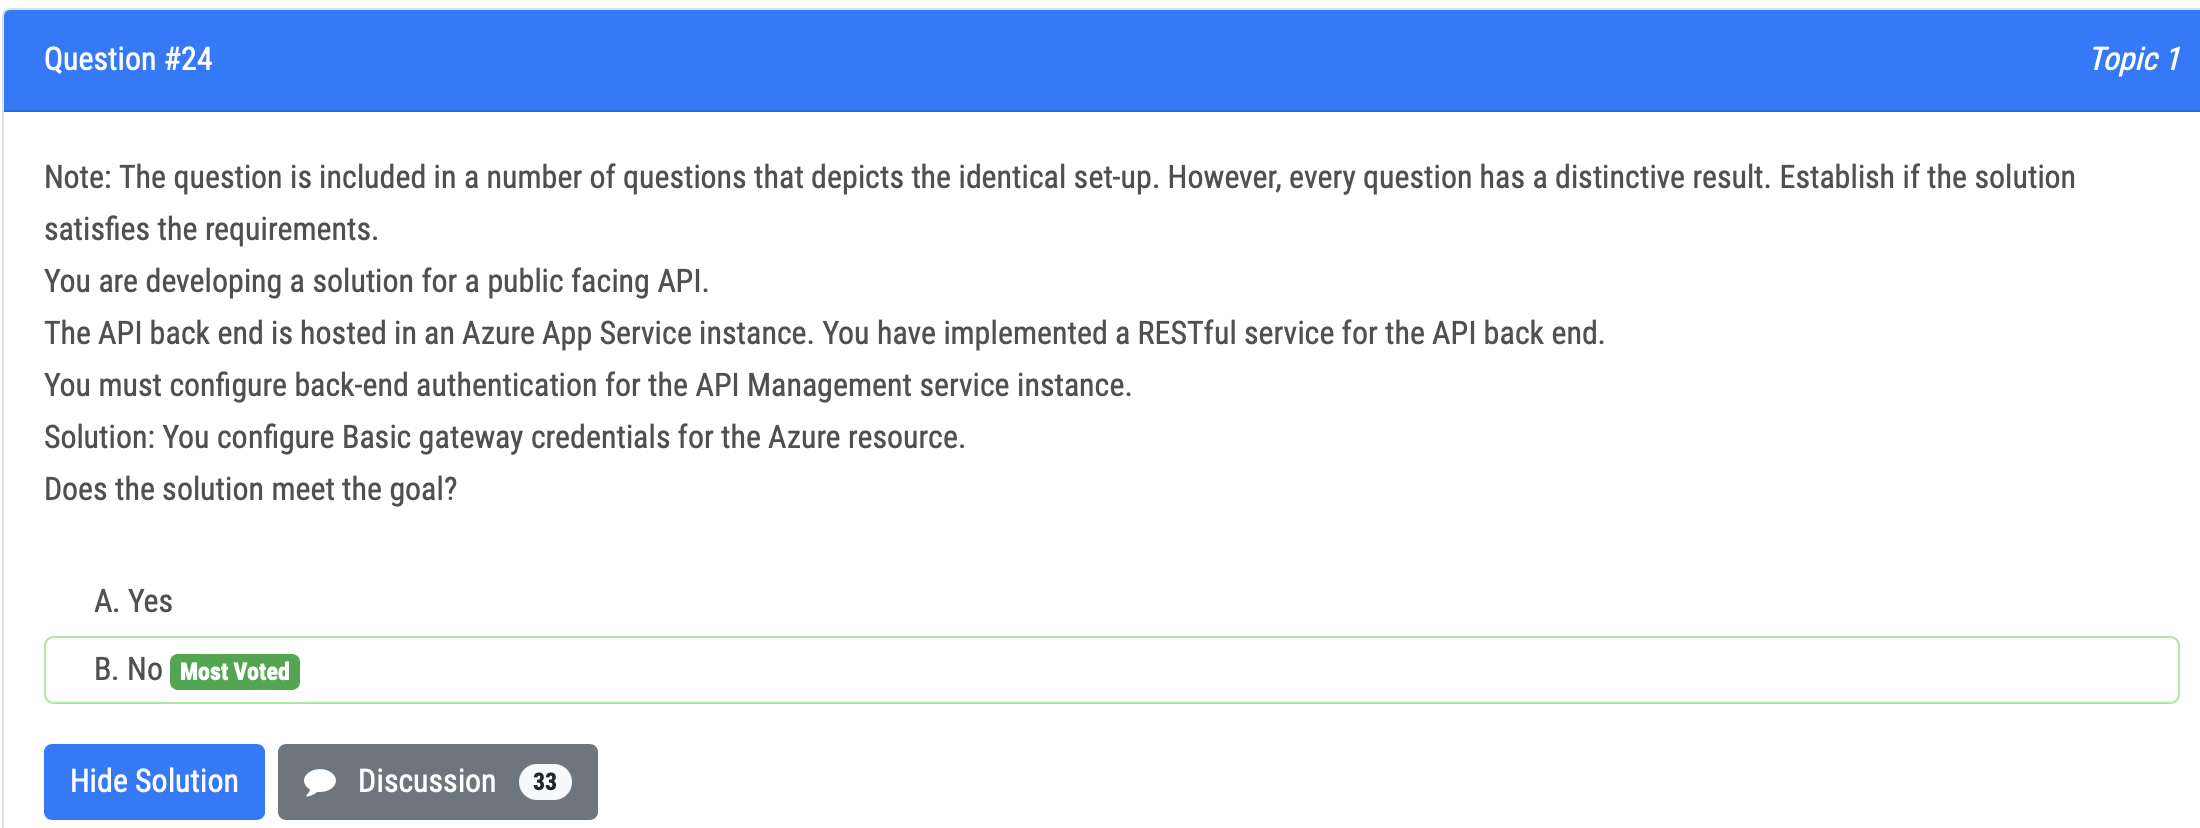 Question #24
Topic 1
Note: The question is included in a number of questions that depicts the identical set-up. However, every question has a distinctive result. Establish if the solution
satisfies the requirements.
You are developing a solution for a public facing API.
The API back end is hosted in an Azure App Service instance. You have implemented a RESTful service for the API back end.
You must configure back-end authentication for the API Management service instance.
Solution: You configure Basic gateway credentials for the Azure resource.
Does the solution meet the goal?
A. Yes
B. No Most Voted
Hide Solution
Discussion 33